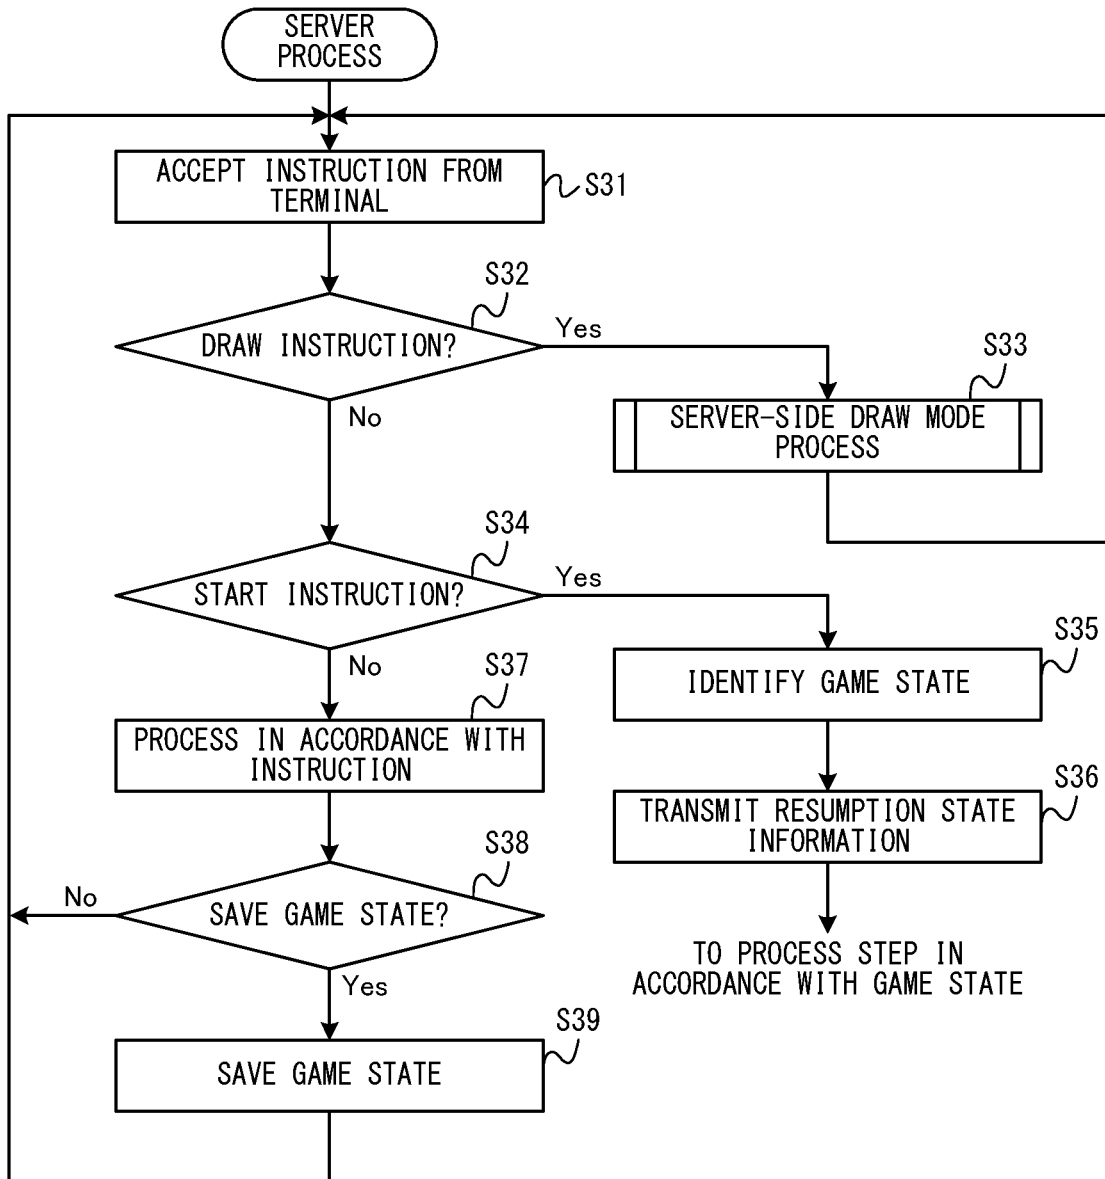 SERVER
PROCESS
ACCEPT INSTRUCTION FROM
TERMINAL
S31
S32
DRAW INSTRUCTION?
Yes
No
S33
SERVER-SIDE DRAW MODE
PROCESS
S34
START INSTRUCTION?
Yes
No
S35
IDENTIFY GAME STATE
S37
PROCESS IN ACCORDANCE WITH
INSTRUCTION
S36
TRANSMIT RESUMPTION STATE
INFORMATION
S38
SAVE GAME STATE?
No
Yes
TO PROCESS STEP IN
ACCORDANCE WITH GAME STATE
S39
SAVE GAME STATE